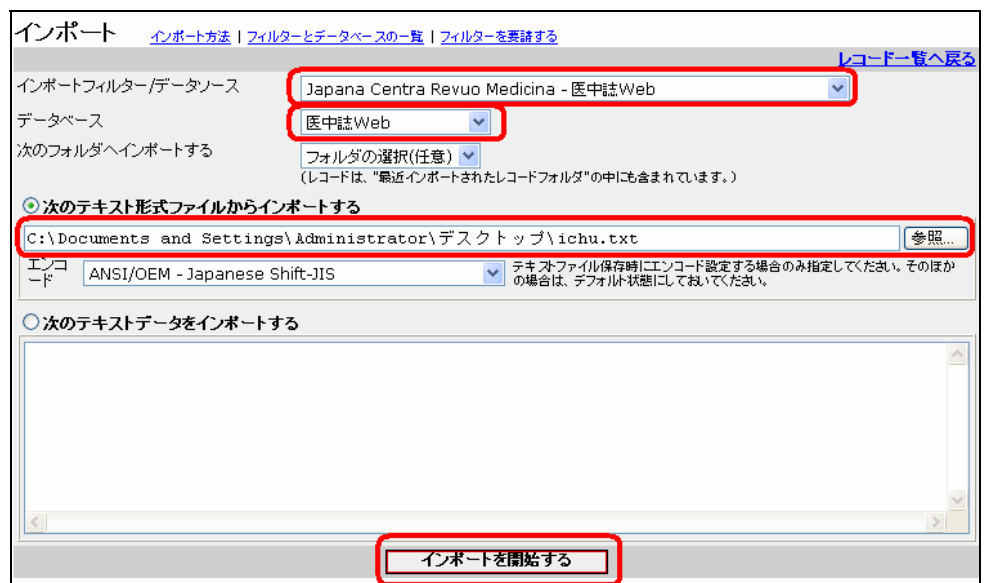 インポート インポート方法 | フィルターとデータベースの一覧 | フィルターを要請する
レコード一覧へ戻る
インポートフィルター/データソース Japana Centra Revuo Medicina - 医中誌Web
データベース 医中誌Web
次のフォルダへインポートする フォルダの選択(任意)
(レコードは、"最近インポートされたレコードフォルダ"の中にも含まれています。)
次のテキスト形式ファイルからインポートする
C:\Documents and Settings\Administrator\デスクトップ\ichu.txt 参照...
エンコード ANSI/OEM - Japanese Shift-JIS テキストファイル保存時にエンコード設定する場合のみ指定してください。そのほか
の場合は、デフォルト状態にしておいてください。
次のテキストデータをインポートする
インポートを開始する